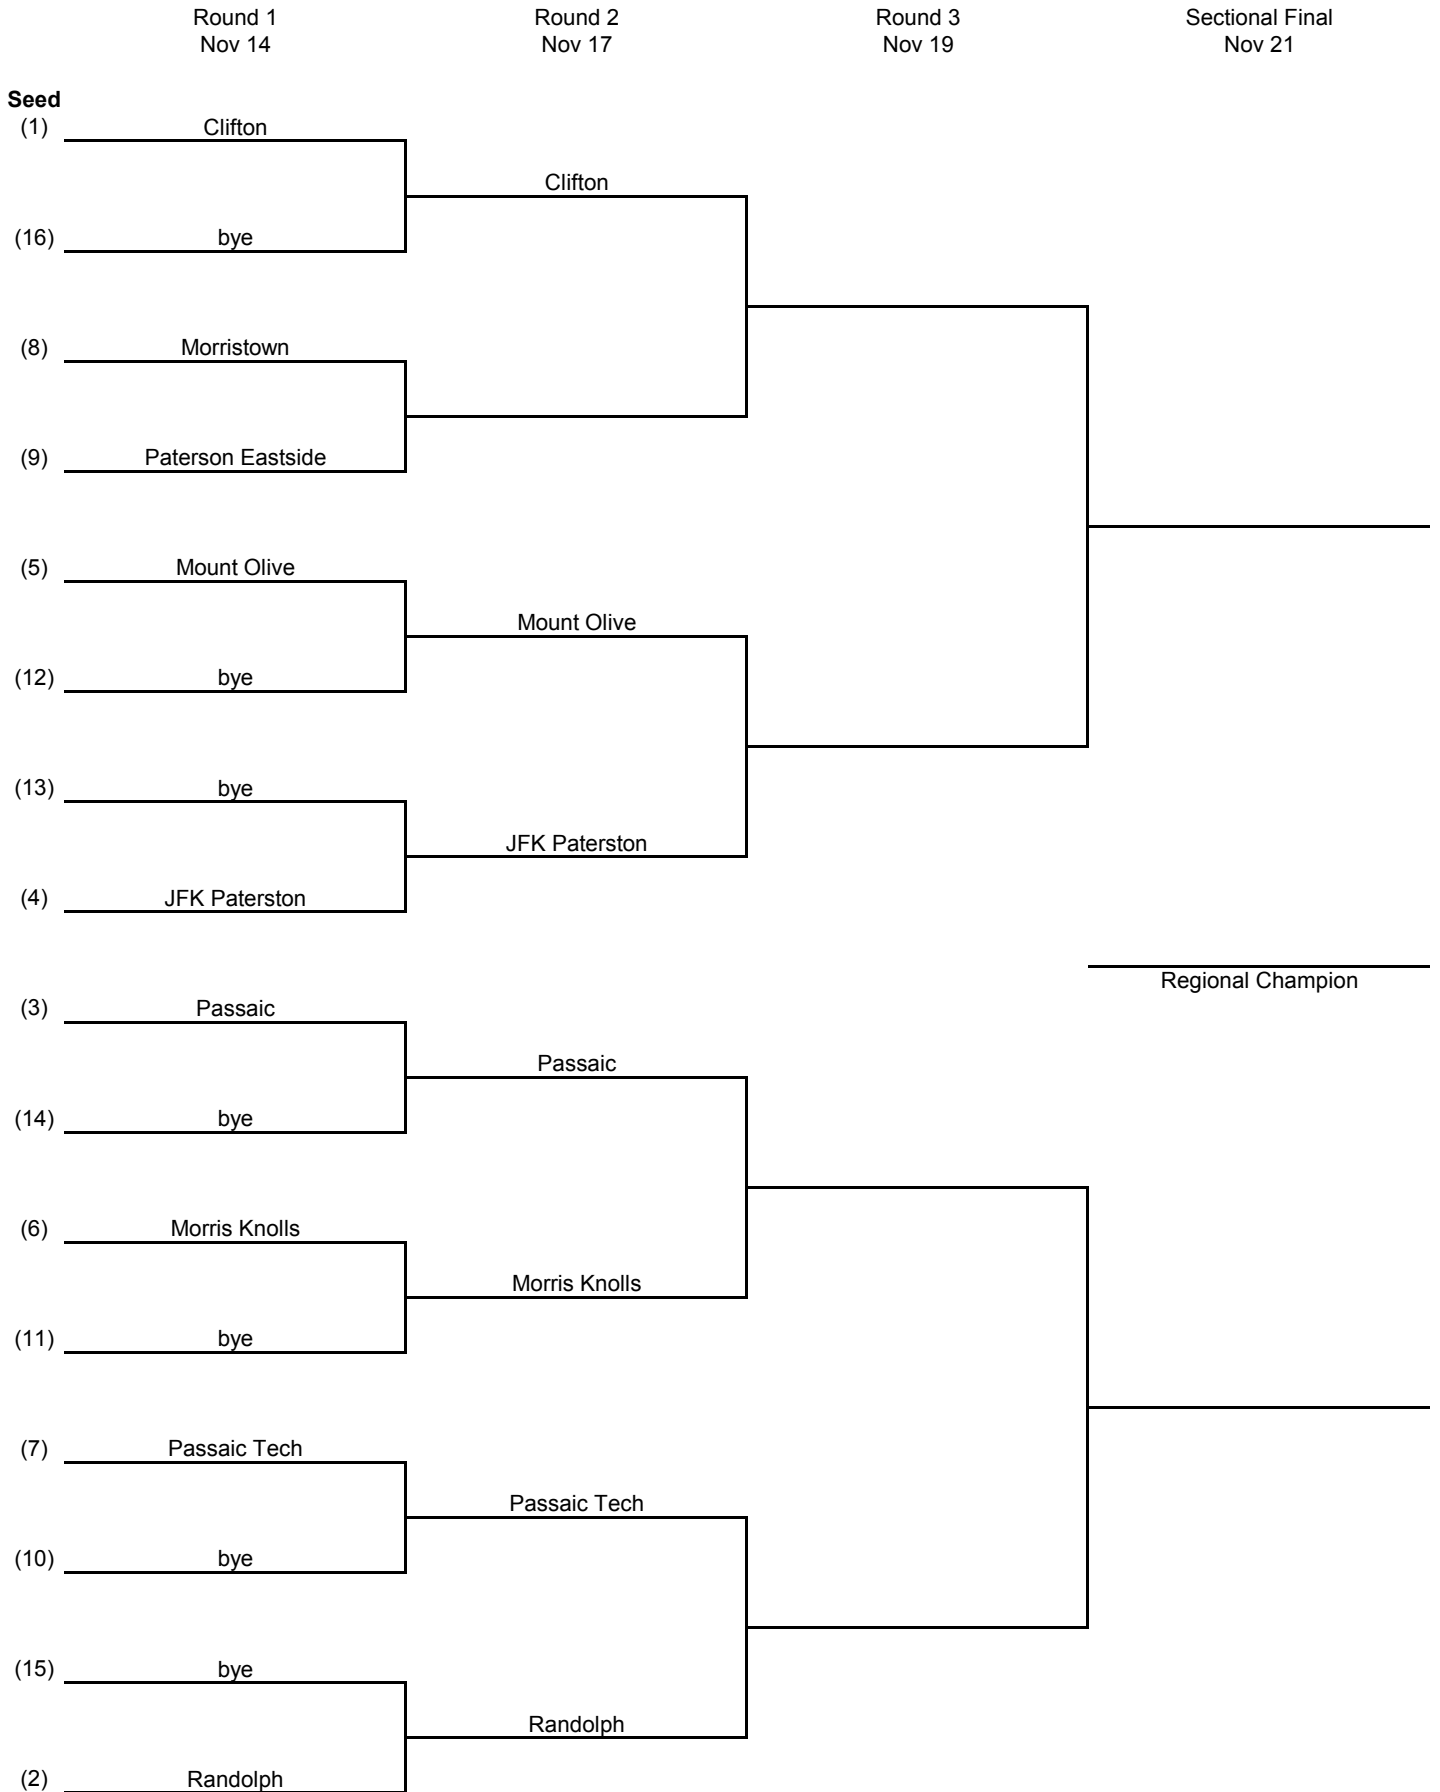 Round 1 Round 2 Round 3 Sectional Final
Nov 14 Nov 17 Nov 19 Nov 21
Seed
(1) Clifton
Clifton
(16) bye
(8) Morristown
(9) Paterson Eastside
(5) Mount Olive
Mount Olive
(12) bye
(13) bye
JFK Paterston
(4) JFK Paterston
Regional Champion
(3) Passaic
Passaic
(14) bye
(6) Morris Knolls
Morris Knolls
(11) bye
(7) Passaic Tech
Passaic Tech
(10) bye
(15) bye
Randolph
(2) Randolph